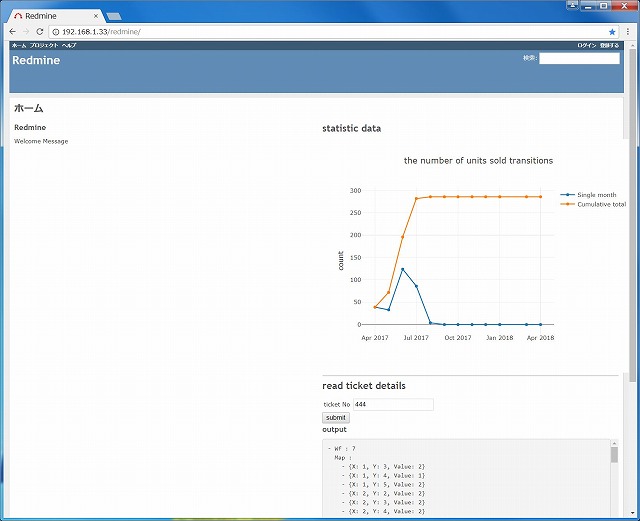 Redmine
192.168.1.33/redmine/
ホーム プロジェクト ヘルプ
ログイン 登録する
Redmine
検索:
ホーム
Redmine
Welcome Message
statistic data
the number of units sold transitions
Single month
Cumulative total
count
300
250
200
150
100
50
0
Apr 2017
Jul 2017
Oct 2017
Jan 2018
Apr 2018
read ticket details
ticket No 444
submit
output
- Wf : 7
Map :
- {X: 1, Y: 3, Value: 2}
- {X: 1, Y: 4, Value: 1}
- {X: 1, Y: 5, Value: 2}
- {X: 2, Y: 2, Value: 2}
- {X: 2, Y: 3, Value: 2}
- {X: 2, Y: 4, Value: 2}